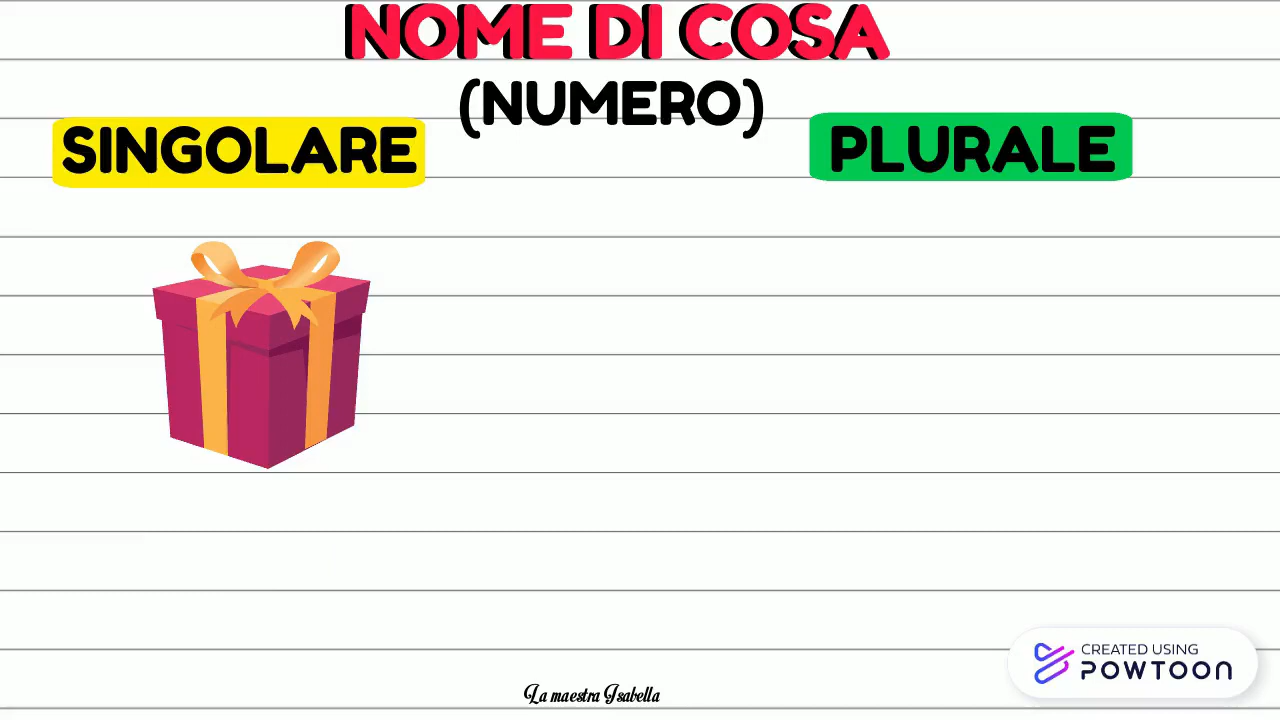 NOME DI COSA
(NUMERO)
SINGOLARE
PLURALE
La maestra Isabella
CREATED USING
POWTOON